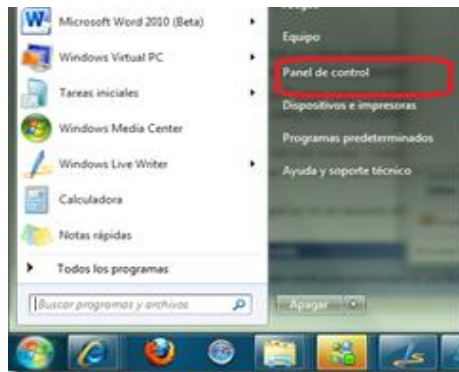 Microsoft Word 2010 (Beta)
Windows Virtual PC
Tareas iniciales
Windows Media Center
Windows Live Writer
Calculadora
Notas rápidas
Todos los programas
Buscar programas y archivos
Equipo
Panel de control
Dispositivos e impresoras
Programas predeterminados
Ayuda y soporte técnico
Apagar